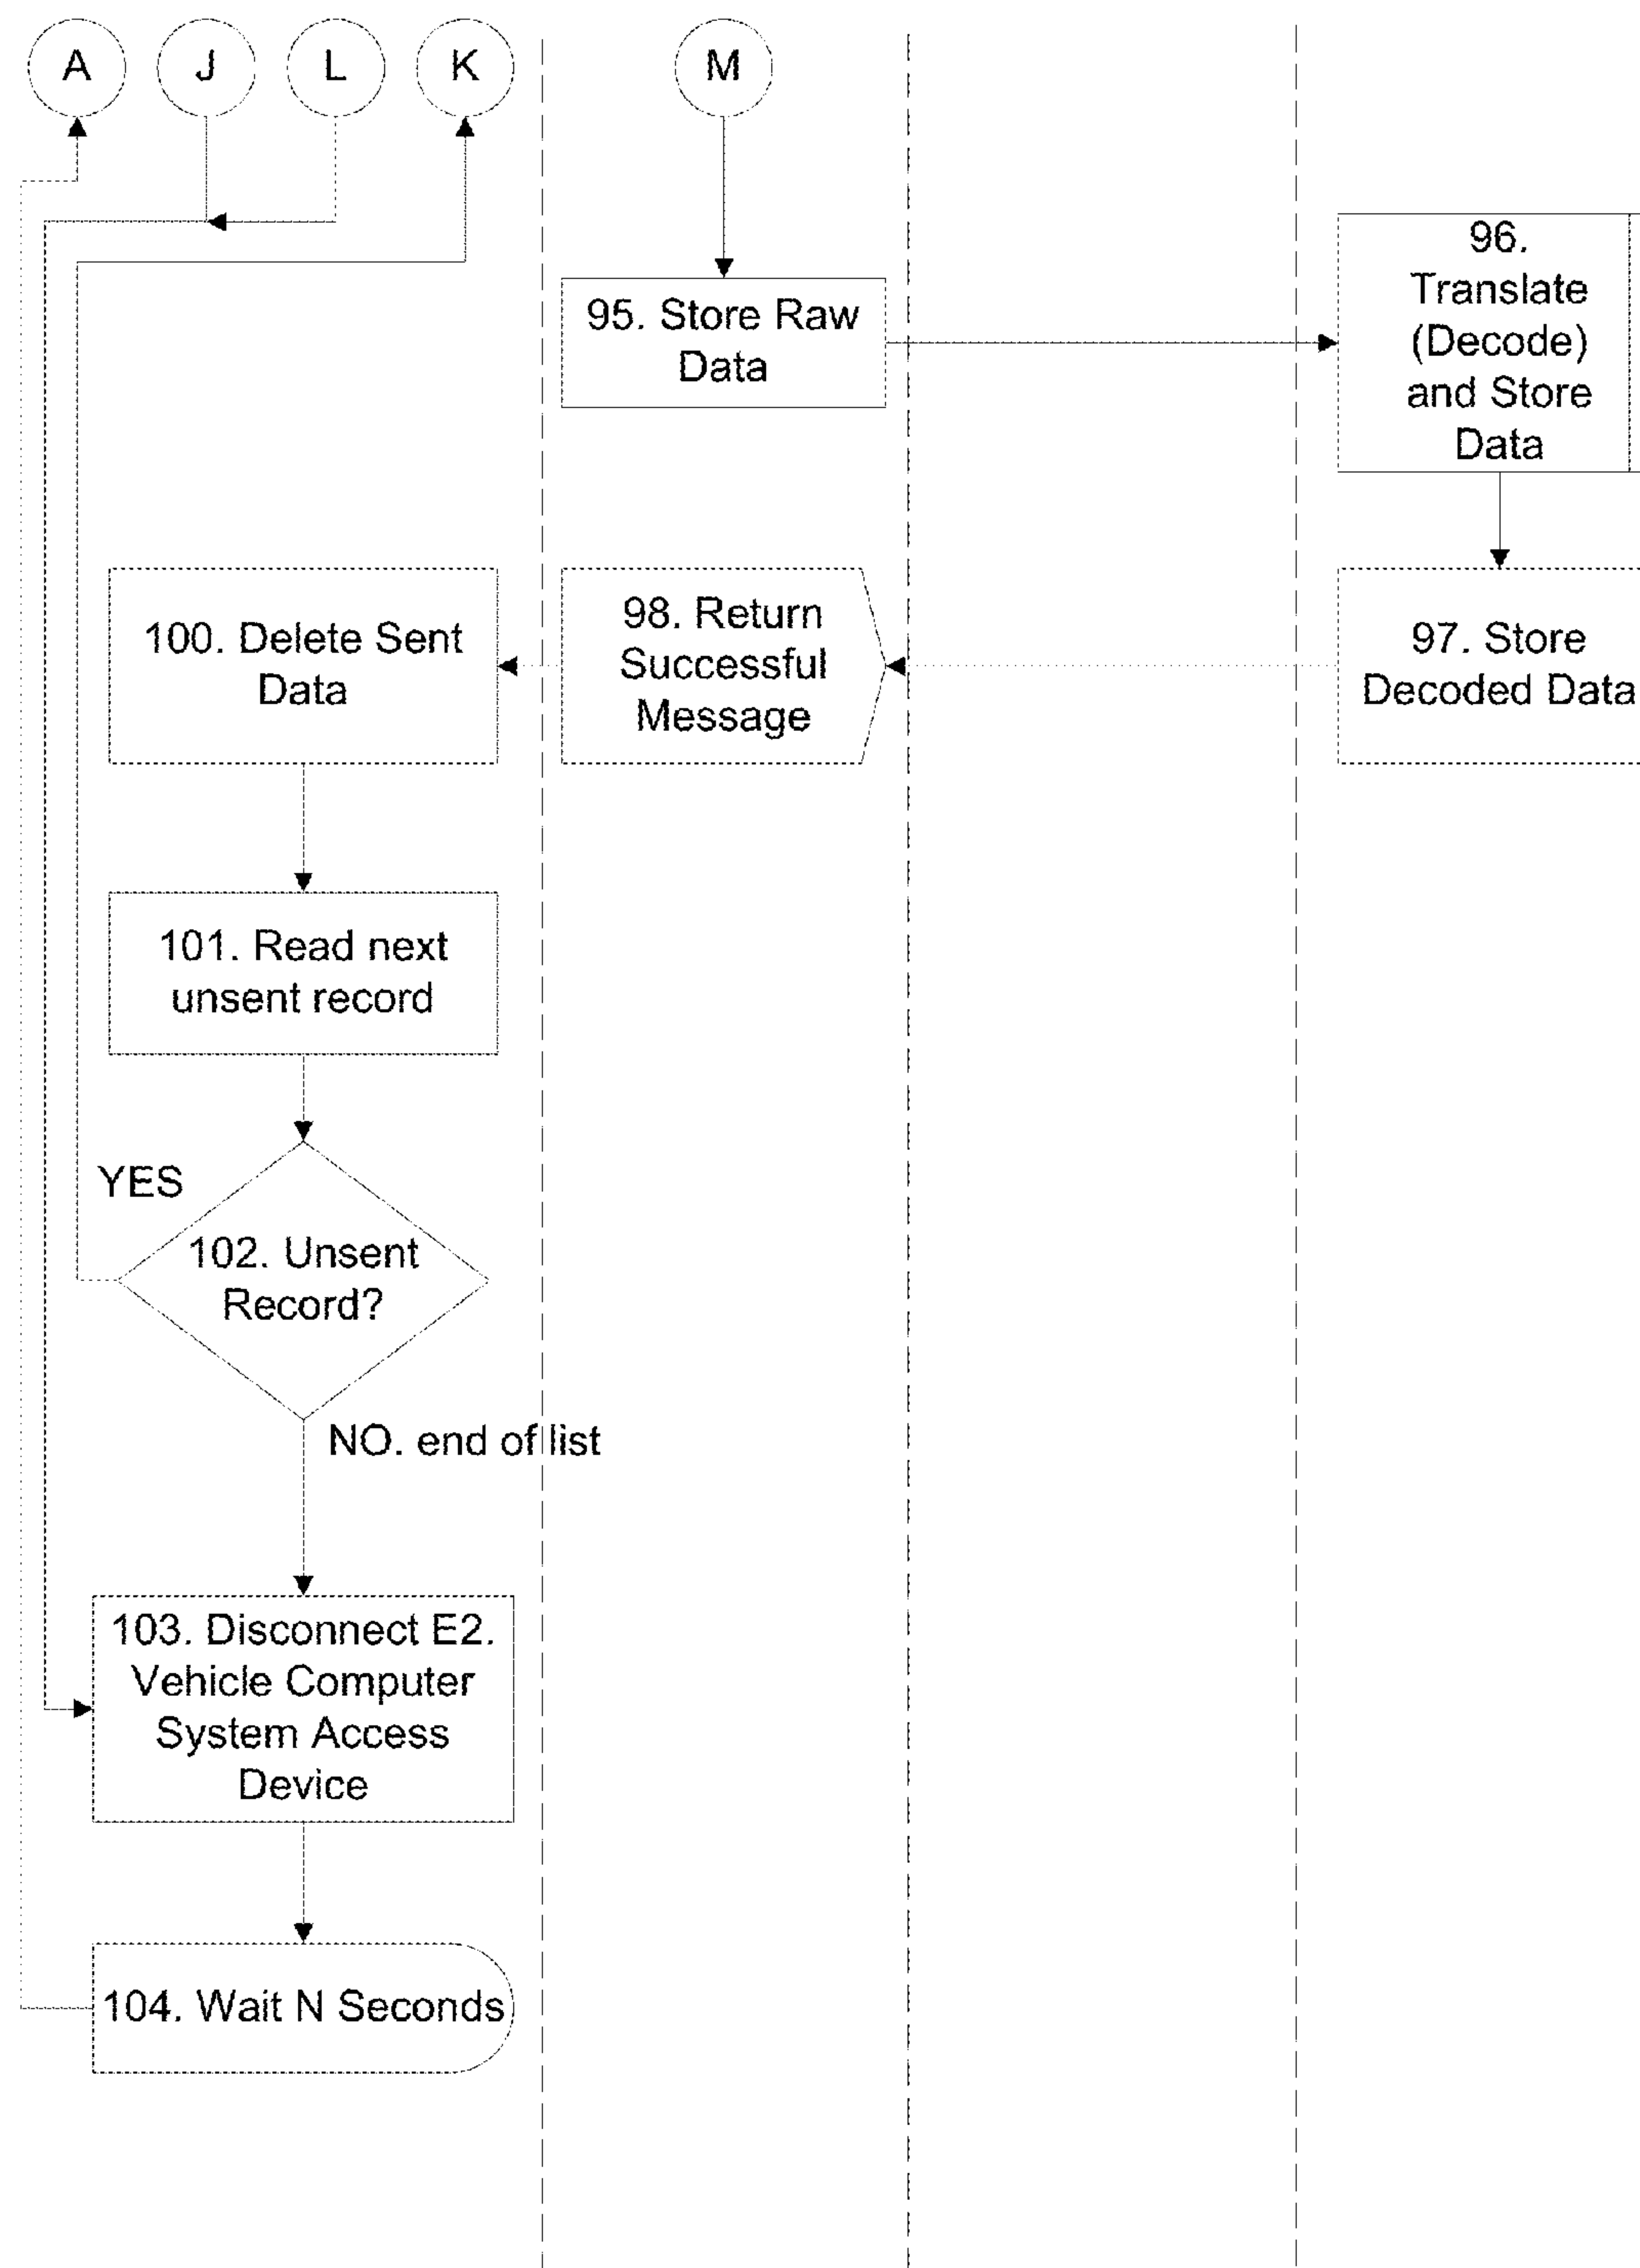 A
J
L
K
M
95. Store Raw
Data
96.
Translate
(Decode)
and Store
Data
100. Delete Sent
Data
98. Return
Successful
Message
97. Store
Decoded Data
101. Read next
unsent record
YES
102. Unsent
Record?
NO. end of list
103. Disconnect E2.
Vehicle Computer
System Access
Device
104. Wait N Seconds